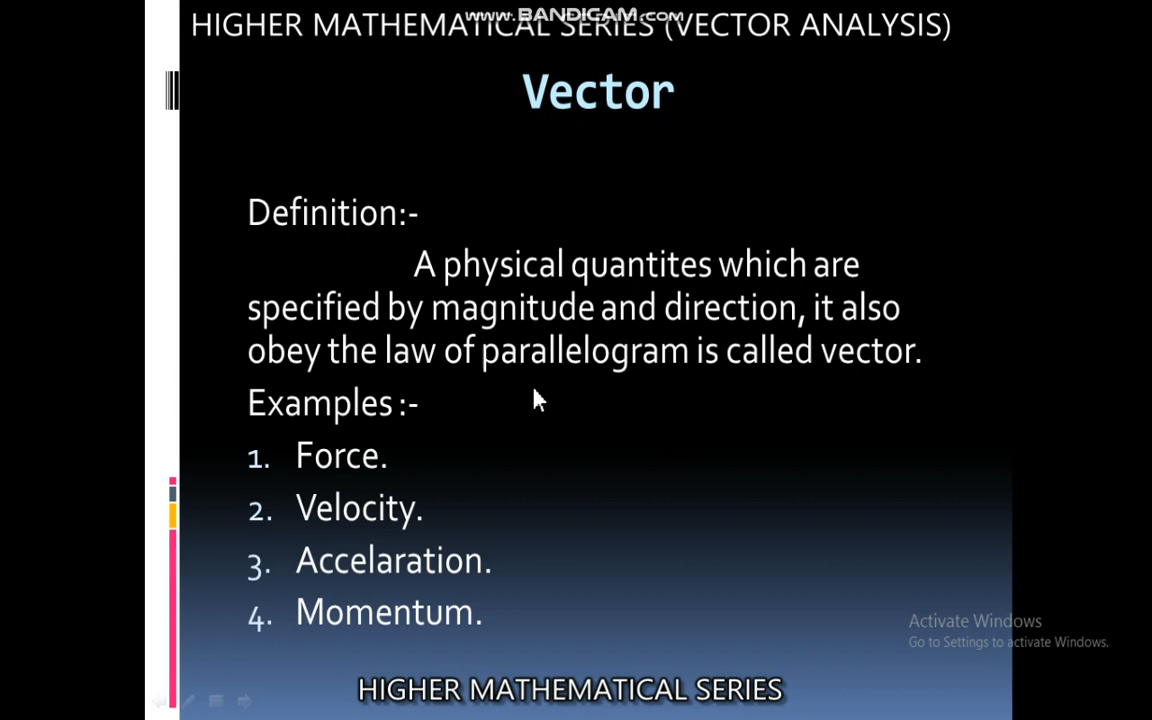 www.BANDICAM.com
HIGHER MATHEMATICAL SERIES (VECTOR ANALYSIS)
Vector
Definition:-
A physical quantites which are
specified by magnitude and direction, it also
obey the law of parallelogram is called vector.
Examples :-
1. Force.
2. Velocity.
3. Accelaration.
4. Momentum.
Activate Windows
Go to Settings to activate Windows.
HIGHER MATHEMATICAL SERIES